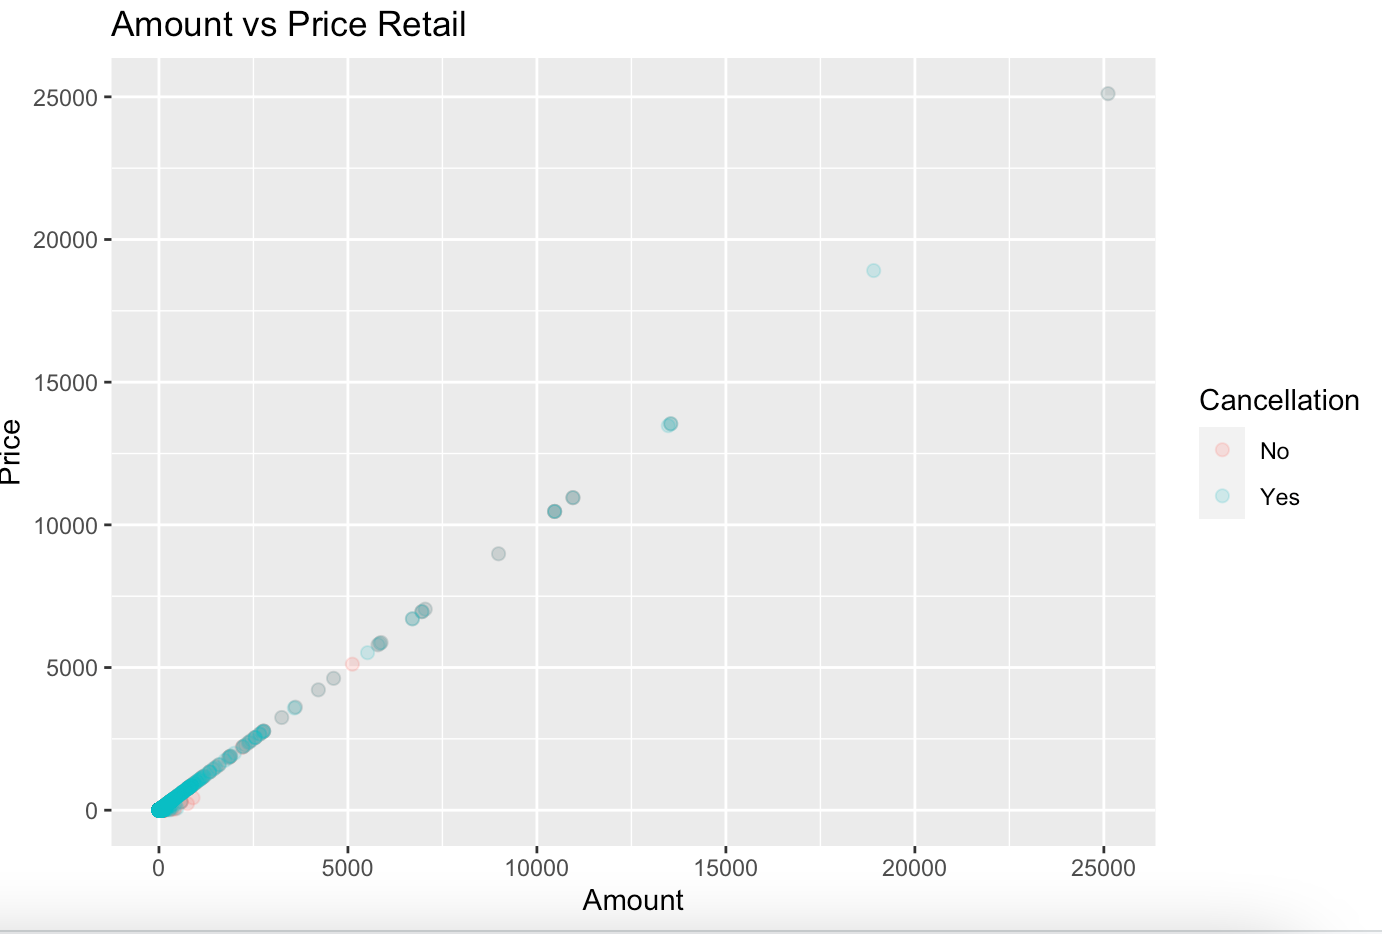 Amount vs Price Retail
25000
20000
15000
10000
5000
0
Price
0 5000 10000 15000 20000 25000
Amount
Cancellation
No
Yes